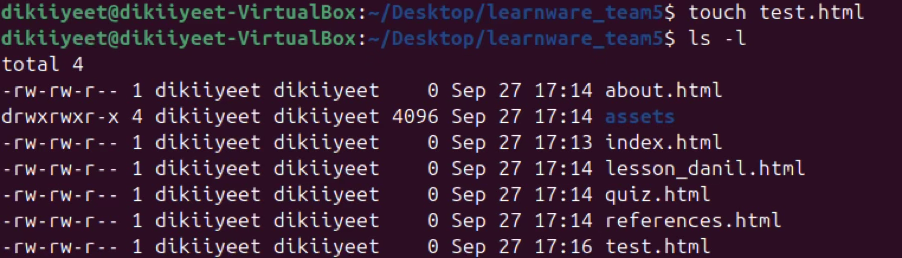 dikiiyeet@dikiiyeet-VirtualBox:~/Desktop/learnware_team5$ touch test.html
dikiiyeet@dikiiyeet-VirtualBox:~/Desktop/learnware_team5$ ls -l
total 4
-rw-rw-r-- 1 dikiiyeet dikiiyeet    0 Sep 27 17:14 about.html
drwxrwxr-x 4 dikiiyeet dikiiyeet 4096 Sep 27 17:14 assets
-rw-rw-r-- 1 dikiiyeet dikiiyeet    0 Sep 27 17:13 index.html
-rw-rw-r-- 1 dikiiyeet dikiiyeet    0 Sep 27 17:14 lesson_danil.html
-rw-rw-r-- 1 dikiiyeet dikiiyeet    0 Sep 27 17:14 quiz.html
-rw-rw-r-- 1 dikiiyeet dikiiyeet    0 Sep 27 17:14 references.html
-rw-rw-r-- 1 dikiiyeet dikiiyeet    0 Sep 27 17:16 test.html